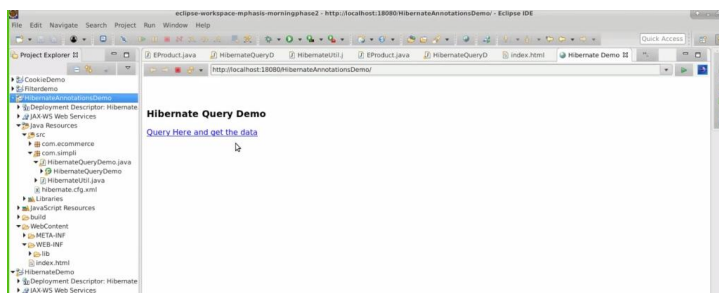 eclipse-workspace-mphasis-morningphase2 - http://localhost:18080/HibernateAnnotationsDemo/ - Eclipse IDE
File Edit Navigate Search Project Run Window Help
Quick Access
Project Explorer
EProduct.java
HibernateQueryD
HibernateUtil.j
EProduct.java
HibernateQueryD
index.html
Hibernate Demo
http://localhost:18080/HibernateAnnotationsDemo/
CookieDemo
Filterdemo
HibernateAnnotationsDemo
Deployment Descriptor: Hibernate
JAX-WS Web Services
Java Resources
src
com.ecommerce
com.simpli
HibernateQueryDemo.java
HibernateQueryDemo
HibernateUtil.java
hibernate.cfg.xml
Libraries
JavaScript Resources
build
WebContent
META-INF
WEB-INF
lib
index.html
HibernateDemo
Deployment Descriptor: Hibernate
JAX-WS Web Services
Hibernate Query Demo
Query Here and get the data